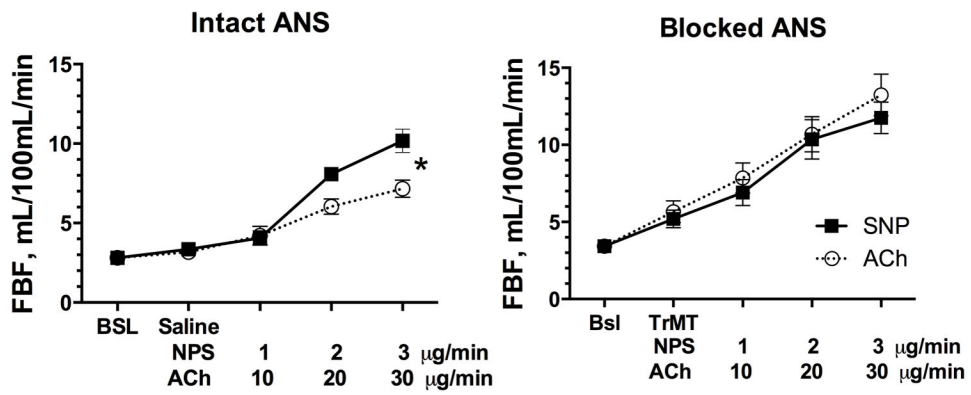 Intact ANS
FBF, mL/100mL/min
15
10
5
0
*
BSL Saline
NPS 1 2 3 μg/min
ACh 10 20 30 μg/min
Blocked ANS
FBF, mL/100mL/min
15
10
5
0
SNP
ACh
Bsl TrMT
NPS 1 2 3 μg/min
ACh 10 20 30 μg/min